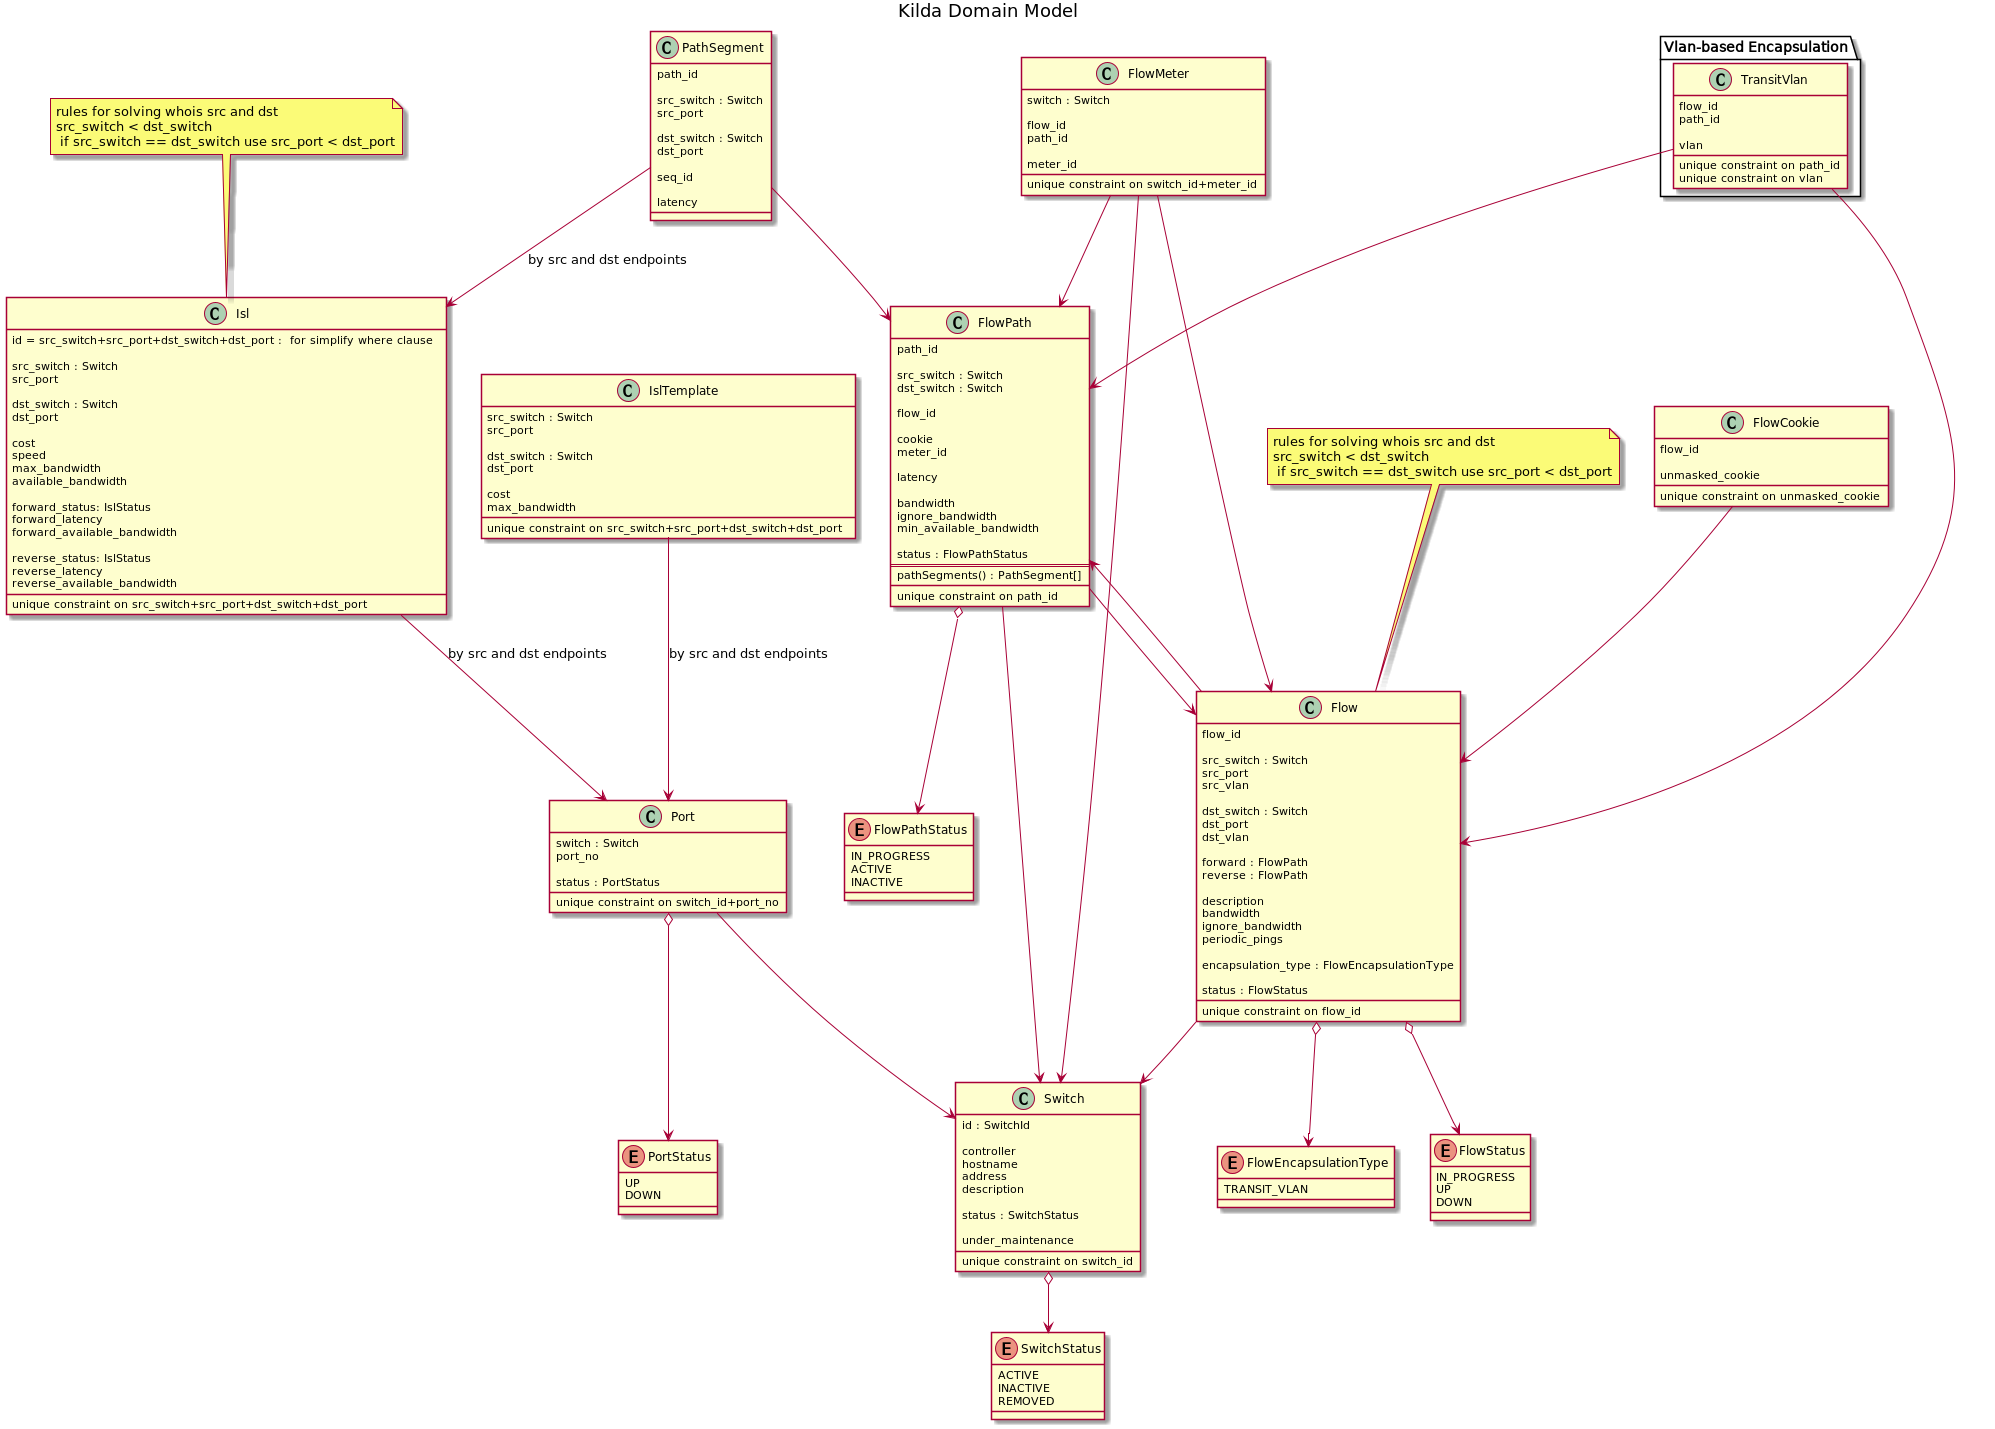 Kilda Domain Model
C PathSegment
path_id
src_switch : Switch
src_port
dst_switch : Switch
dst_port
seq_id
latency
C FlowMeter
switch : Switch
flow_id
path_id
meter_id
unique constraint on switch_id+meter_id
Vlan-based Encapsulation
C TransitVlan
flow_id
path_id
vlan
unique constraint on path_id
unique constraint on vlan
rules for solving whois src and dst
src_switch < dst_switch
if src_switch == dst_switch use src_port < dst_port
by src and dst endpoints
C Isl
id = src_switch+src_port+dst_switch+dst_port :  for simplify where clause
src_switch : Switch
src_port
dst_switch : Switch
dst_port
cost
speed
max_bandwidth
available_bandwidth
forward_status: IslStatus
forward_latency
forward_available_bandwidth
reverse_status: IslStatus
reverse_latency
reverse_available_bandwidth
unique constraint on src_switch+src_port+dst_switch+dst_port
C IslTemplate
src_switch : Switch
src_port
dst_switch : Switch
dst_port
cost
max_bandwidth
unique constraint on src_switch+src_port+dst_switch+dst_port
C FlowPath
path_id
src_switch : Switch
dst_switch : Switch
flow_id
cookie
meter_id
latency
bandwidth
ignore_bandwidth
min_available_bandwidth
status : FlowPathStatus
pathSegments() : PathSegment[]
unique constraint on path_id
rules for solving whois src and dst
src_switch < dst_switch
if src_switch == dst_switch use src_port < dst_port
C FlowCookie
flow_id
unmasked_cookie
unique constraint on unmasked_cookie
by src and dst endpoints
by src and dst endpoints
C Port
switch : Switch
port_no
status : PortStatus
unique constraint on switch_id+port_no
E FlowPathStatus
IN_PROGRESS
ACTIVE
INACTIVE
C Flow
flow_id
src_switch : Switch
src_port
src_vlan
dst_switch : Switch
dst_port
dst_vlan
forward : FlowPath
reverse : FlowPath
description
bandwidth
ignore_bandwidth
periodic_pings
encapsulation_type : FlowEncapsulationType
status : FlowStatus
unique constraint on flow_id
E PortStatus
UP
DOWN
C Switch
id : SwitchId
controller
hostname
address
description
status : SwitchStatus
under_maintenance
unique constraint on switch_id
E FlowEncapsulationType
TRANSIT_VLAN
E FlowStatus
IN_PROGRESS
UP
DOWN
E SwitchStatus
ACTIVE
INACTIVE
REMOVED